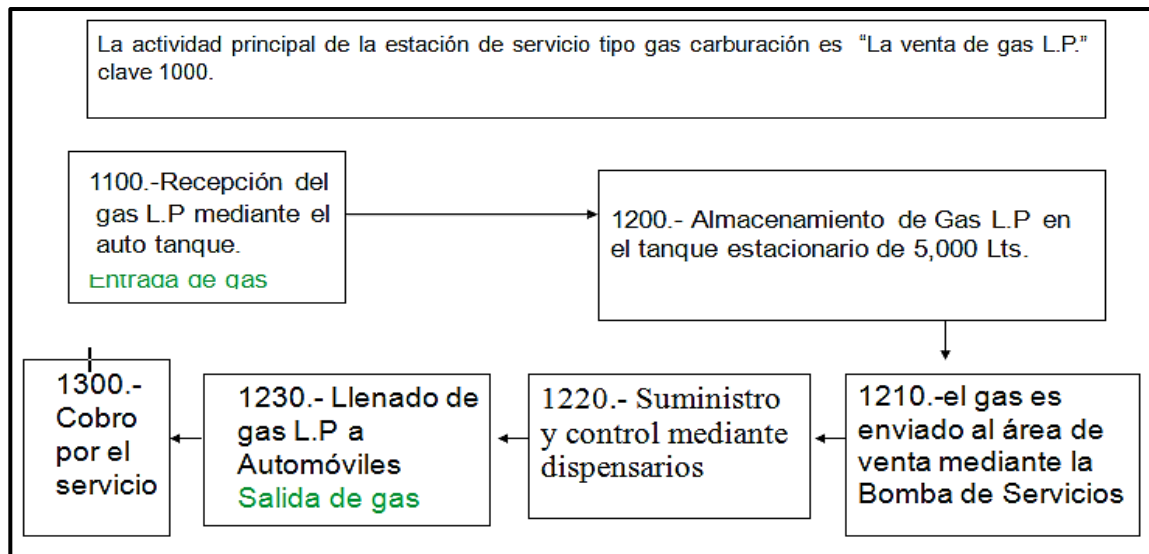 La actividad principal de la estación de servicio tipo gas carburación es “La venta de gas L.P.”
clave 1000.
1100.-Recepción del
gas L.P mediante el
auto tanque.
Entrada de gas
1200.- Almacenamiento de Gas L.P en
el tanque estacionario de 5,000 Lts.
1210.-el gas es
enviado al área de
venta mediante la
Bomba de Servicios
1220.- Suministro
y control mediante
dispensarios
1230.- Llenado de
gas L.P a
Automóviles
Salida de gas
1300.-
Cobro
por el
servicio